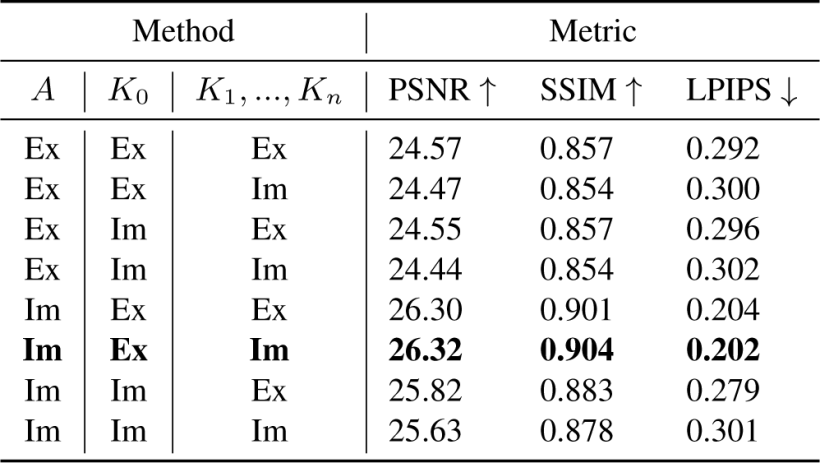 Method Metric
A K₀ K₁, ..., Kₙ PSNR ↑ SSIM ↑ LPIPS ↓
Ex Ex Ex 24.57 0.857 0.292
Ex Ex Im 24.47 0.854 0.300
Ex Im Ex 24.55 0.857 0.296
Ex Im Im 24.44 0.854 0.302
Im Ex Ex 26.30 0.901 0.204
Im Ex Im 26.32 0.904 0.202
Im Im Ex 25.82 0.883 0.279
Im Im Im 25.63 0.878 0.301